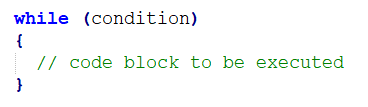 while (condition)
{
  // code block to be executed
}